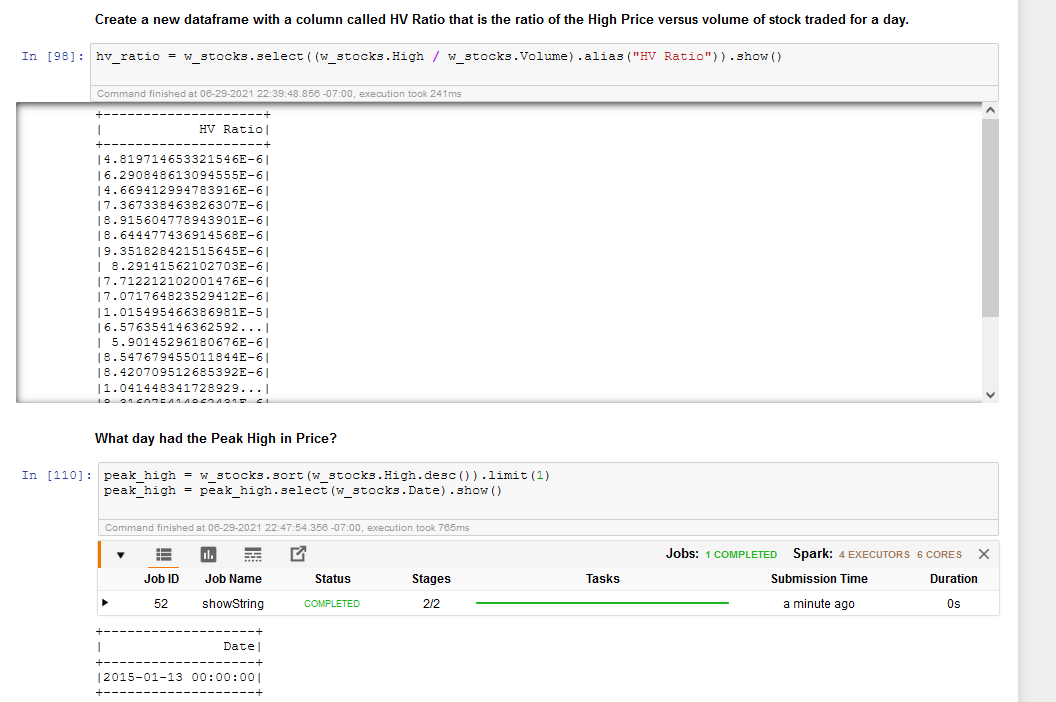 Create a new dataframe with a column called HV Ratio that is the ratio of the High Price versus volume of stock traded for a day.
In [98]: hv_ratio = w_stocks.select((w_stocks.High / w_stocks.Volume).alias("HV Ratio")).show()
Command finished at 06-29-2021 22:39:48.856 -07:00, execution took 241ms
+--------------------+
|            HV Ratio|
+--------------------+
|4.819714653321546E-6|
|6.290848613094555E-6|
|4.669412994783916E-6|
|7.367338463826307E-6|
|8.915604778943901E-6|
|8.644477436914568E-6|
|9.351828421515645E-6|
| 8.29141562102703E-6|
|7.712212102001476E-6|
|7.071764823529412E-6|
|1.015495466386981E-5|
|6.576354146362592...|
| 5.90145296180676E-6|
|8.547679455011844E-6|
|8.420709512685392E-6|
|1.041448341728929...|
What day had the Peak High in Price?
In [110]: peak_high = w_stocks.sort(w_stocks.High.desc()).limit(1)
peak_high = peak_high.select(w_stocks.Date).show()
Command finished at 06-29-2021 22:47:54.356 -07:00, execution took 765ms
Jobs: 1 COMPLETED Spark: 4 EXECUTORS 6 CORES
Job ID Job Name Status Stages Tasks Submission Time Duration
52 showString COMPLETED 2/2 a minute ago 0s
+-------------------+
|               Date|
+-------------------+
|2015-01-13 00:00:00|
+-------------------+